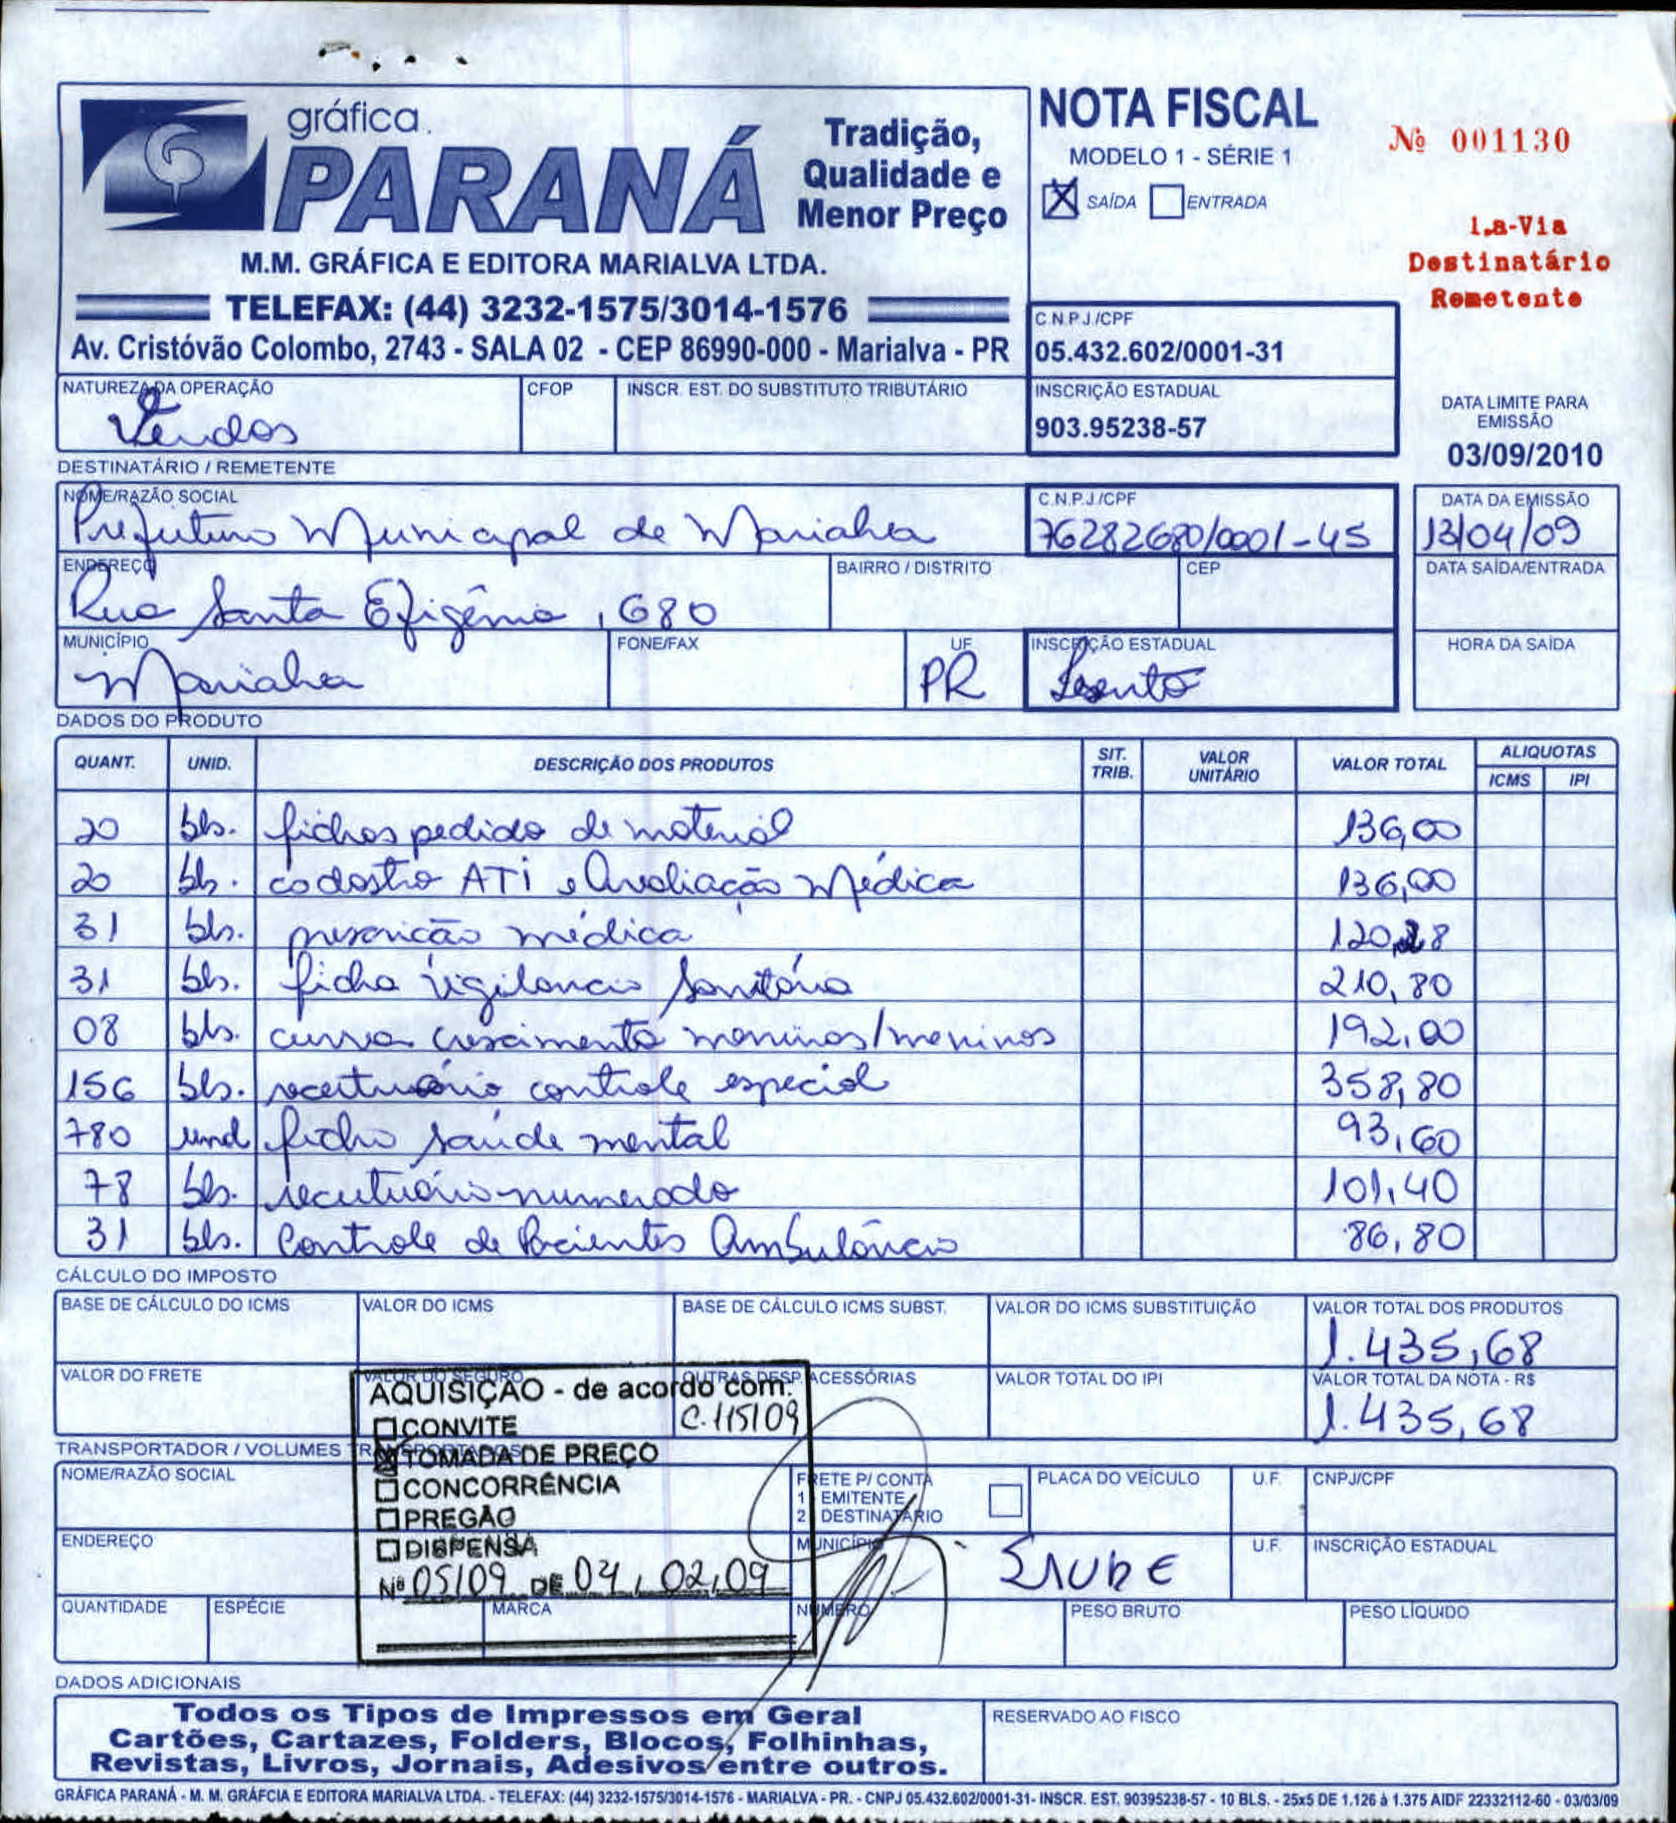 gráfica
PARANÁ
Tradição,
Qualidade e
Menor Preço
M.M. GRÁFICA E EDITORA MARIALVA LTDA.
TELEFAX: (44) 3232-1575/3014-1576
Av. Cristóvão Colombo, 2743 - SALA 02 - CEP 86990-000 - Marialva - PR
NOTA FISCAL
MODELO 1 - SÉRIE 1
SAÍDA ENTRADA
Nº 001130
1.a-Via
Destinatário
Remetente
C.N.P.J./CPF
05.432.602/0001-31
NATUREZA DA OPERAÇÃO CFOP INSCR. EST. DO SUBSTITUTO TRIBUTÁRIO INSCRIÇÃO ESTADUAL
Vendas 903.95238-57
DATA LIMITE PARA
EMISSÃO
03/09/2010
DESTINATÁRIO / REMETENTE
NOME/RAZÃO SOCIAL C.N.P.J./CPF DATA DA EMISSÃO
Prefeitura Municipal de Marialva 76282680/0001-45 13/04/09
ENDEREÇO BAIRRO / DISTRITO CEP DATA SAÍDA/ENTRADA
Rua Santa Efigênia, 680
MUNICÍPIO FONE/FAX UF INSCRIÇÃO ESTADUAL HORA DA SAÍDA
Marialva PR Isento
DADOS DO PRODUTO
QUANT. UNID. DESCRIÇÃO DOS PRODUTOS SIT. TRIB. VALOR UNITÁRIO VALOR TOTAL ALIQUOTAS
ICMS IPI
20 bls. fichas pedido de material 136,00
20 bls. cadastro ATI e Avaliação Médica 136,00
31 bls. prescrição médica 120,28
31 bls. ficha vigilancia Sanitária 210,80
08 bls. curva crescimento meninas/meninos 192,00
156 bls. receituário controle especial 358,80
780 und ficha saúde mental 93,60
78 bls. receituário numerado 101,40
31 bls. Controle de Pacientes Ambulância 86,80
CÁLCULO DO IMPOSTO
BASE DE CÁLCULO DO ICMS VALOR DO ICMS BASE DE CÁLCULO ICMS SUBST. VALOR DO ICMS SUBSTITUIÇÃO VALOR TOTAL DOS PRODUTOS
1.435,68
VALOR DO FRETE VALOR DO SEGURO OUTRAS DESP. ACESSÓRIAS VALOR TOTAL DO IPI VALOR TOTAL DA NOTA - R$
1.435,68
AQUISIÇÃO - de acordo com:
CONVITE C.115/09
TOMADA DE PREÇO
CONCORRÊNCIA
PREGÃO
DISPENSA
Nº 05/09 DE 04, 02, 09
TRANSPORTADOR / VOLUMES TRANSPORTADOS
NOME/RAZÃO SOCIAL FRETE P/ CONTA PLACA DO VEÍCULO U.F. CNPJ/CPF
1 EMITENTE
2 DESTINATÁRIO
ENDEREÇO MUNICÍPIO U.F. INSCRIÇÃO ESTADUAL
SAUDE
QUANTIDADE ESPÉCIE MARCA NÚMERO PESO BRUTO PESO LÍQUIDO
DADOS ADICIONAIS
Todos os Tipos de Impressos em Geral
Cartões, Cartazes, Folders, Blocos, Folhinhas,
Revistas, Livros, Jornais, Adesivos entre outros.
RESERVADO AO FISCO
GRÁFICA PARANÁ - M. M. GRÁFCIA E EDITORA MARIALVA LTDA. - TELEFAX: (44) 3232-1575/3014-1576 - MARIALVA - PR. - CNPJ 05.432.602/0001-31- INSCR. EST. 90395238-57 - 10 BLS. - 25x5 DE 1.126 à 1.375 AIDF 22332112-60 - 03/03/09